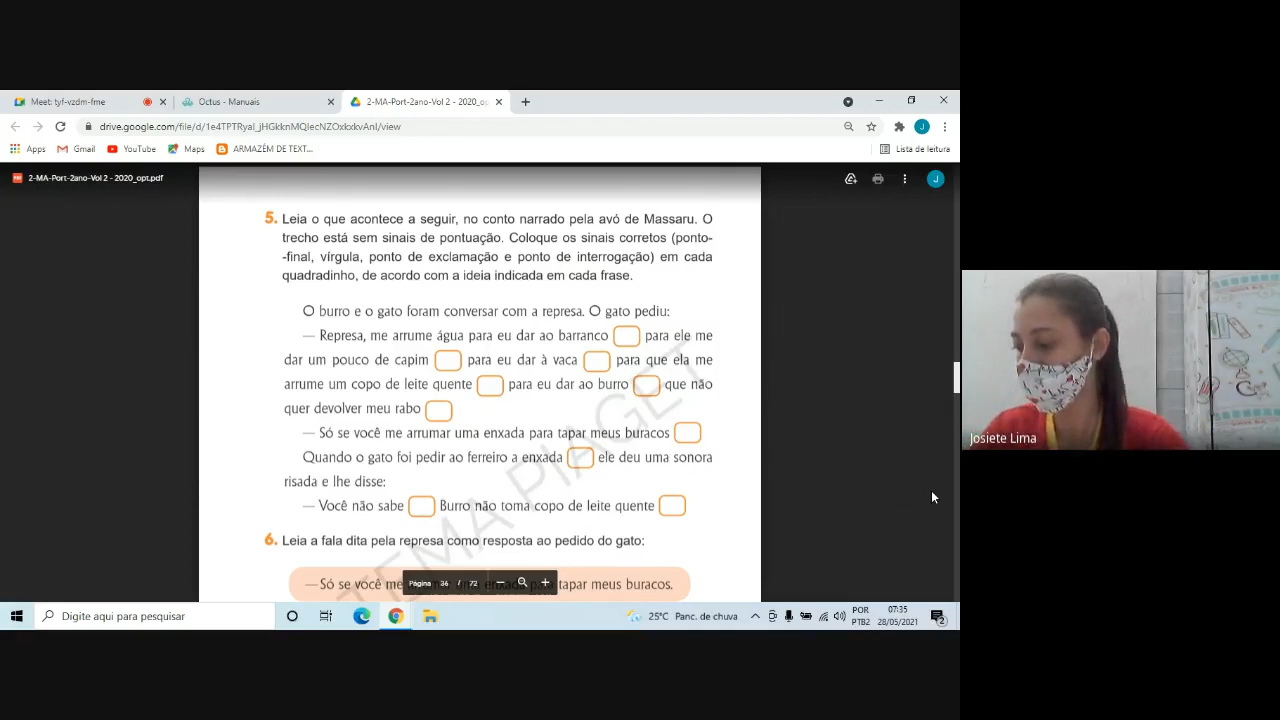 Meet: tyf-vzdm-fme
Octus - Manuais
2-MA-Port-2ano-Vol 2 - 2020_op
Apps
Gmail
YouTube
Maps
ARMAZÉM DE TEXT...
Lista de leitura
J
2-MA-Port-2ano-Vol 2 - 2020_opt.pdf
J
5. Leia o que acontece a seguir, no conto narrado pela avó de Massaru. O
trecho está sem sinais de pontuação. Coloque os sinais corretos (ponto-
-final, vírgula, ponto de exclamação e ponto de interrogação) em cada
quadradinho, de acordo com a ideia indicada em cada frase.
O burro e o gato foram conversar com a represa. O gato pediu:
— Represa, me arrume água para eu dar ao barranco para ele me
dar um pouco de capim para eu dar à vaca para que ela me
arrume um copo de leite quente para eu dar ao burro que não
quer devolver meu rabo
— Só se você me arrumar uma enxada para tapar meus buracos
Quando o gato foi pedir ao ferreiro a enxada ele deu uma sonora
risada e lhe disse:
— Você não sabe Burro não toma copo de leite quente
6. Leia a fala dita pela represa como resposta ao pedido do gato:
— Só se você me tapar meus buracos.
Página 36 / 72
TEMA PIAGET
Josiete Lima
Digite aqui para pesquisar
25°C Panc. de chuva
POR
PTB2
07:35
28/05/2021
2